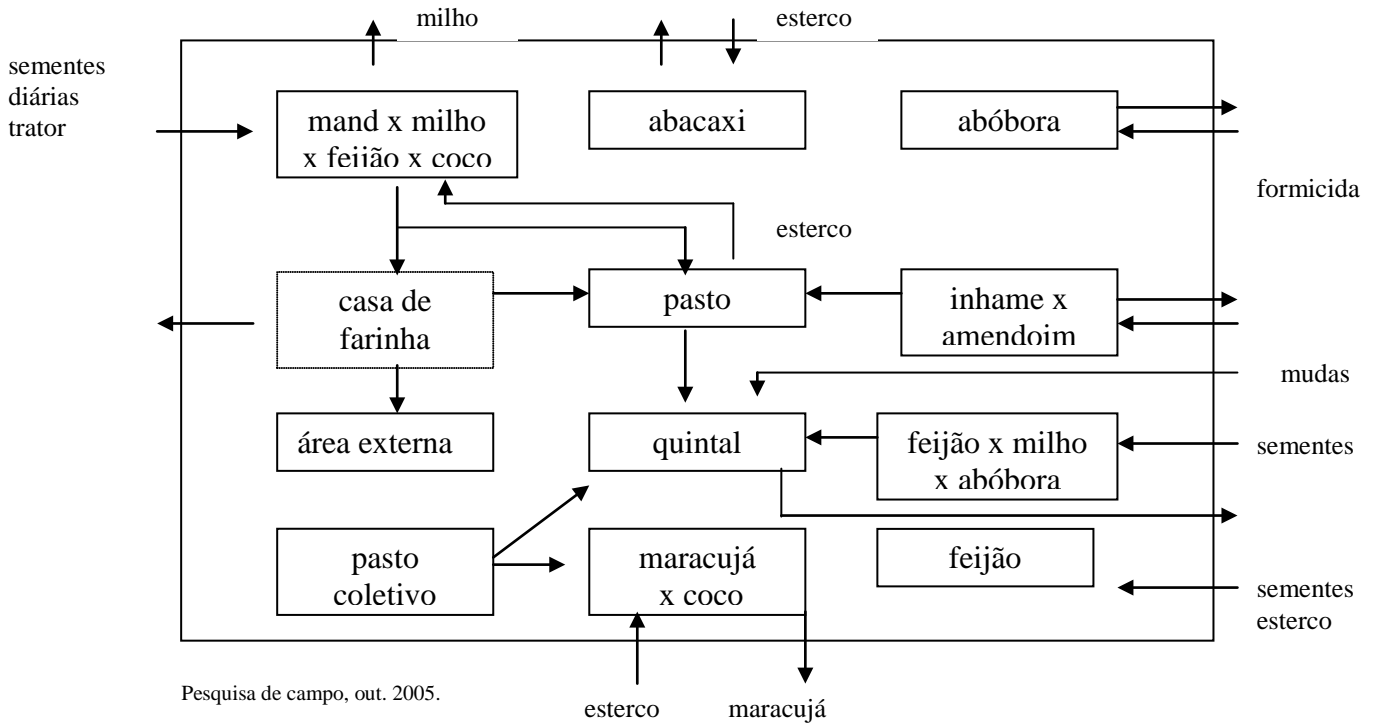 milho
esterco
sementes
diárias
trator
mand x milho
x feijão x coco
abacaxi
abóbora
formicida
esterco
casa de
farinha
pasto
inhame x
amendoim
mudas
área externa
quintal
feijão x milho
x abóbora
sementes
pasto
coletivo
maracujá
x coco
feijão
sementes
esterco
Pesquisa de campo, out. 2005.
esterco
maracujá